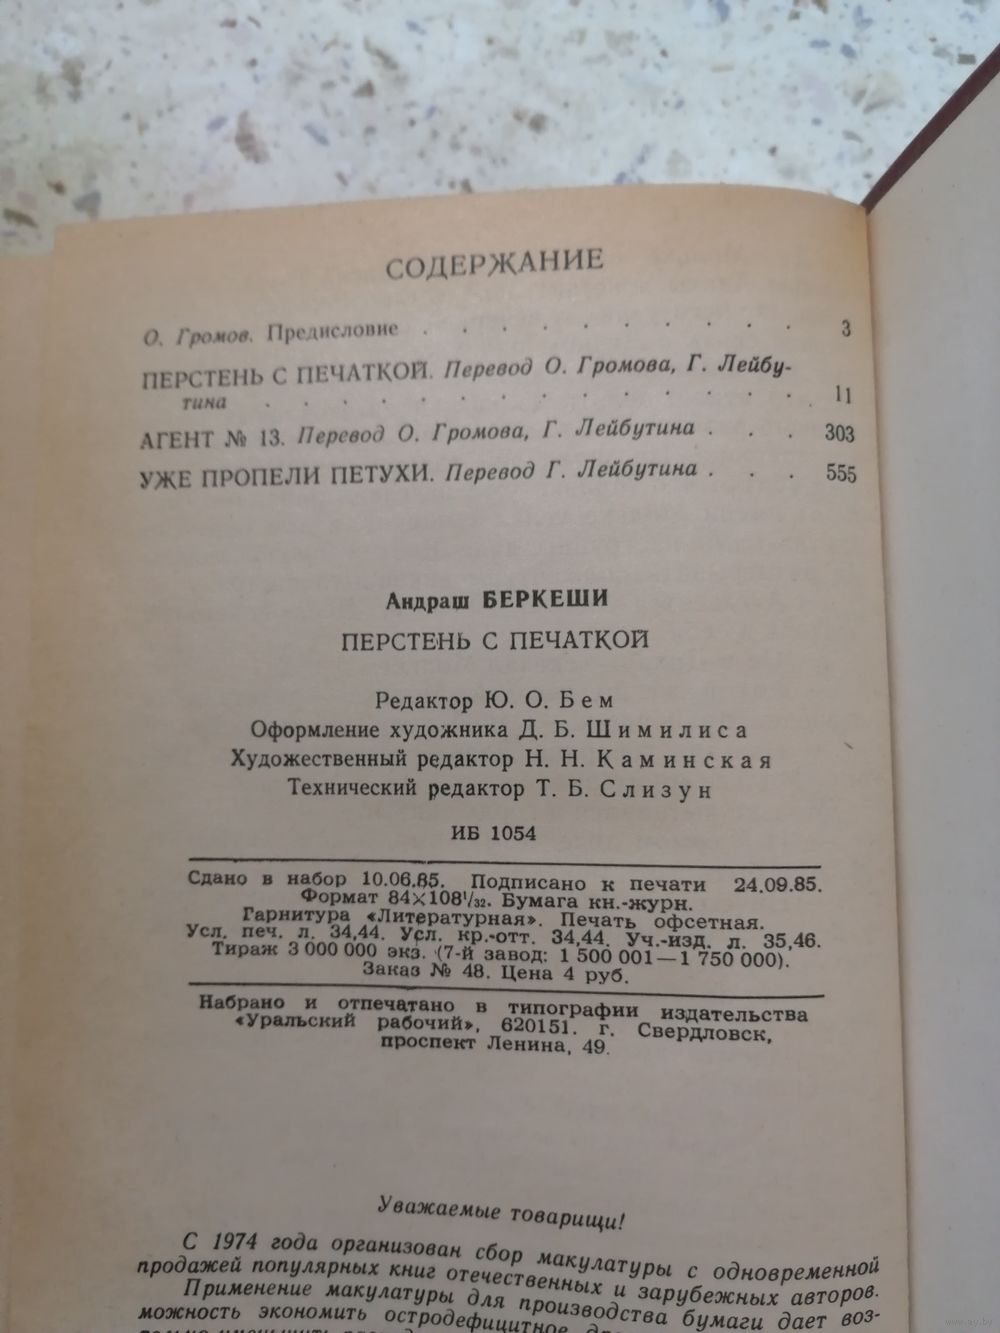 СОДЕРЖАНИЕ
О. Громов. Предисловие . . . . . . . . . . 3
ПЕРСТЕНЬ С ПЕЧАТКОЙ. Перевод О. Громова, Г. Лейбу-
тина . . . . . . . . . . . . . . 11
АГЕНТ № 13. Перевод О. Громова, Г. Лейбутина . . . 303
УЖЕ ПРОПЕЛИ ПЕТУХИ. Перевод Г. Лейбутина . . . 555
Андраш БЕРКЕШИ
ПЕРСТЕНЬ С ПЕЧАТКОЙ
Редактор Ю. О. Бем
Оформление художника Д. Б. Шимилиса
Художественный редактор Н. Н. Каминская
Технический редактор Т. Б. Слизун
ИБ 1054
Сдано в набор 10.06.85. Подписано к печати 24.09.85.
Формат 84×108¹/₃₂. Бумага кн.-журн.
Гарнитура «Литературная». Печать офсетная.
Усл. печ. л. 34,44. Усл. кр.-отт. 34,44. Уч.-изд. л. 35,46.
Тираж 3 000 000 экз. (7-й завод: 1 500 001—1 750 000).
Заказ № 48. Цена 4 руб.
Набрано и отпечатано в типографии издательства
«Уральский рабочий», 620151. г. Свердловск,
проспект Ленина, 49.
Уважаемые товарищи!
С 1974 года организован сбор макулатуры с одновременной
продажей популярных книг отечественных и зарубежных авторов.
Применение макулатуры для производства бумаги дает воз-
можность экономить остродефицитное
www.ay.by